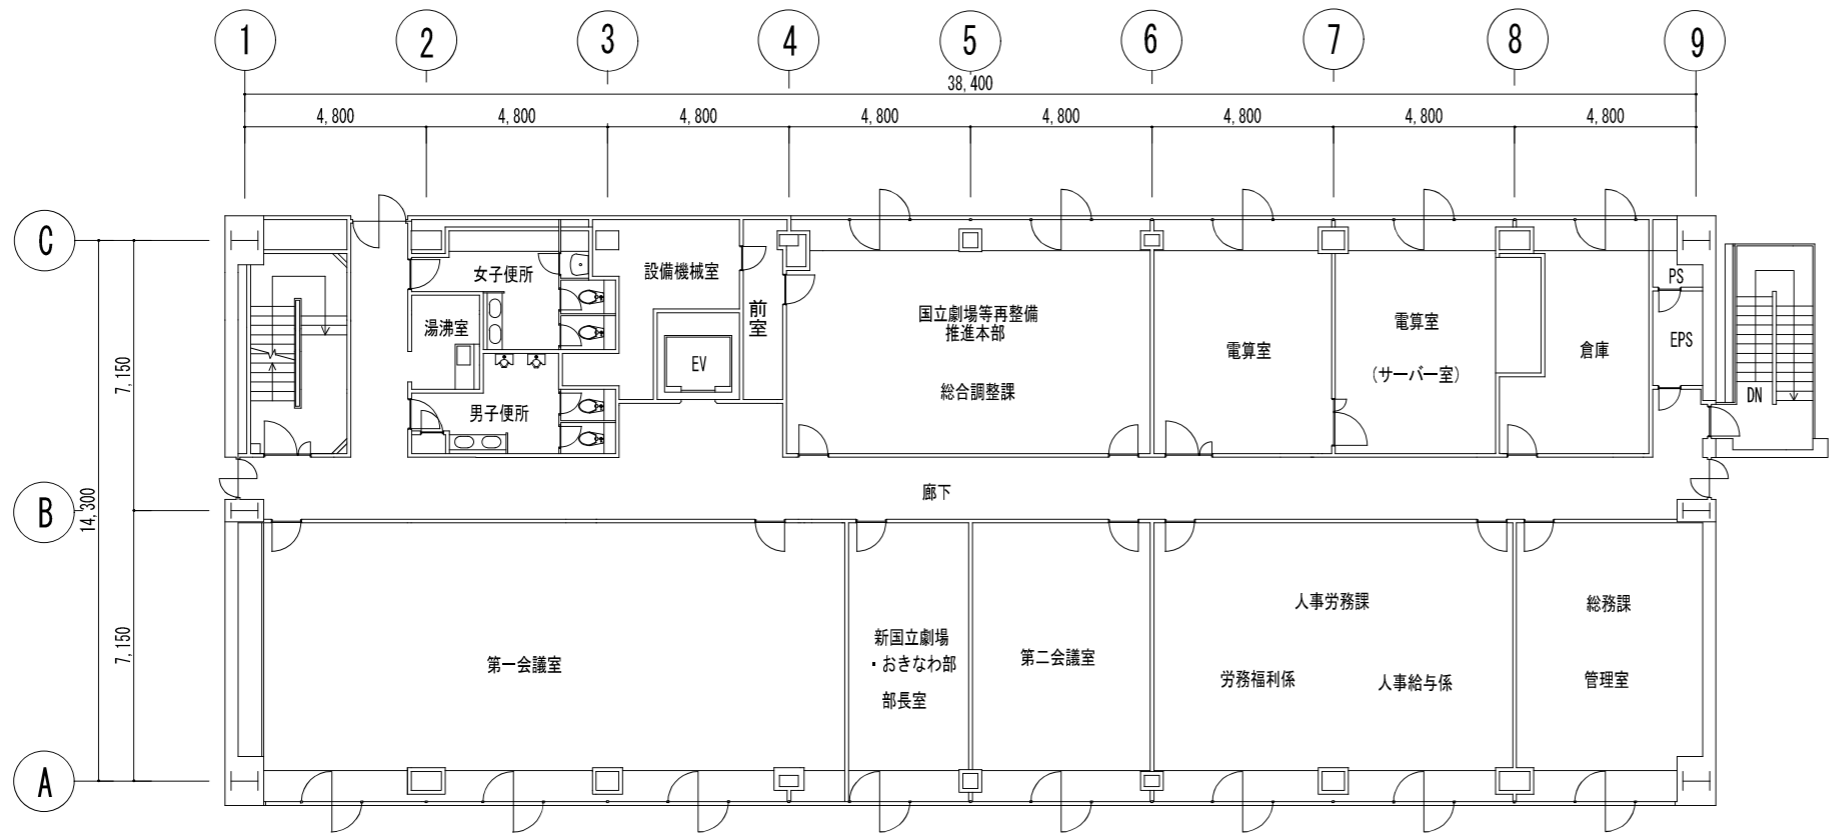 1 2 3 4 5 6 7 8 9
38,400
4,800 4,800 4,800 4,800 4,800 4,800 4,800 4,800
C
B
A
7,150
14,300
7,150
女子便所
湯沸室
男子便所
設備機械室
前室
EV
国立劇場等再整備
推進本部
総合調整課
電算室
電算室
(サーバー室)
倉庫
PS
EPS
DN
廊下
第一会議室
新国立劇場
・おきなわ部
部長室
第二会議室
人事労務課
労務福利係
人事給与係
総務課
管理室